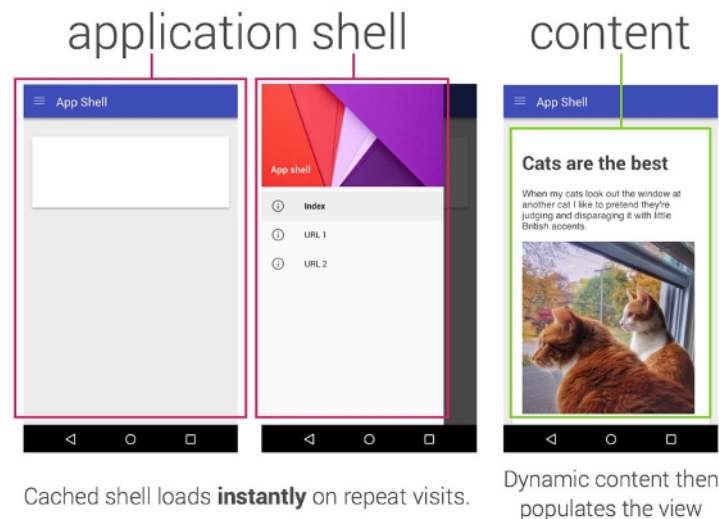 application shell
content
App Shell
App shell
Index
URL 1
URL 2
App Shell
Cats are the best
When my cats look out the window at
another cat I like to pretend they're
judging and disparaging it with little
British accents.
Cached shell loads instantly on repeat visits.
Dynamic content then
populates the view